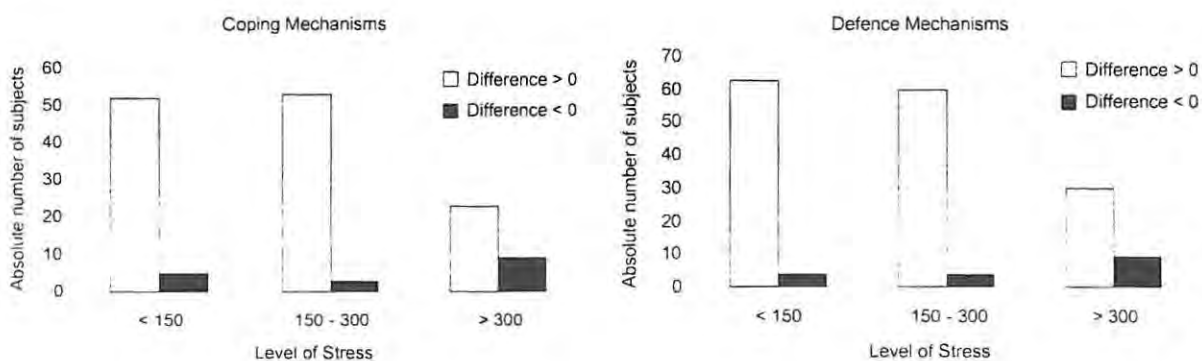 Coping Mechanisms
Absolute number of subjects
60
50
40
30
20
10
0
Difference > 0
Difference < 0
< 150
150 - 300
> 300
Level of Stress
Defence Mechanisms
Absolute number of subjects
70
60
50
40
30
20
10
0
Difference > 0
Difference < 0
< 150
150 - 300
> 300
Level of Stress